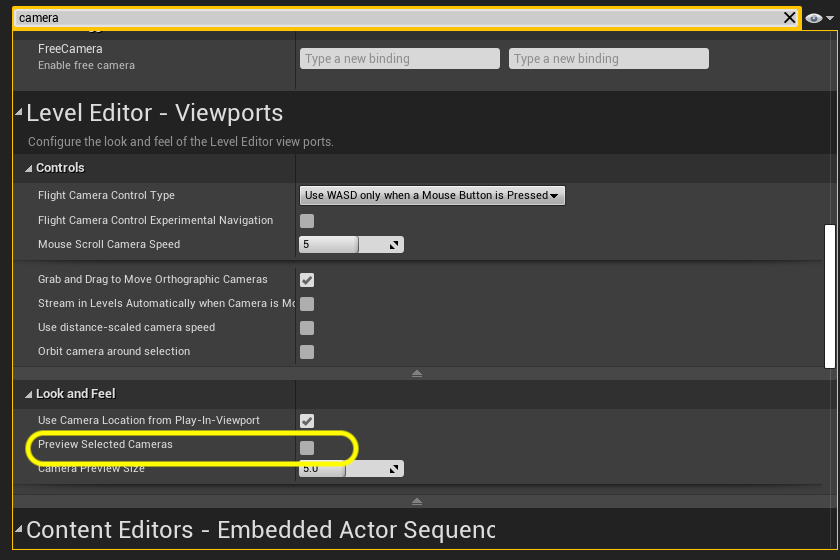 camera
FreeCamera
Enable free camera
Type a new binding
Type a new binding
Level Editor - Viewports
Configure the look and feel of the Level Editor view ports.
Controls
Flight Camera Control Type
Use WASD only when a Mouse Button is Pressed
Flight Camera Control Experimental Navigation
Mouse Scroll Camera Speed
5
Grab and Drag to Move Orthographic Cameras
Stream in Levels Automatically when Camera is Mo
Use distance-scaled camera speed
Orbit camera around selection
Look and Feel
Use Camera Location from Play-In-Viewport
Preview Selected Cameras
Camera Preview Size
5.0
Content Editors - Embedded Actor Sequenc